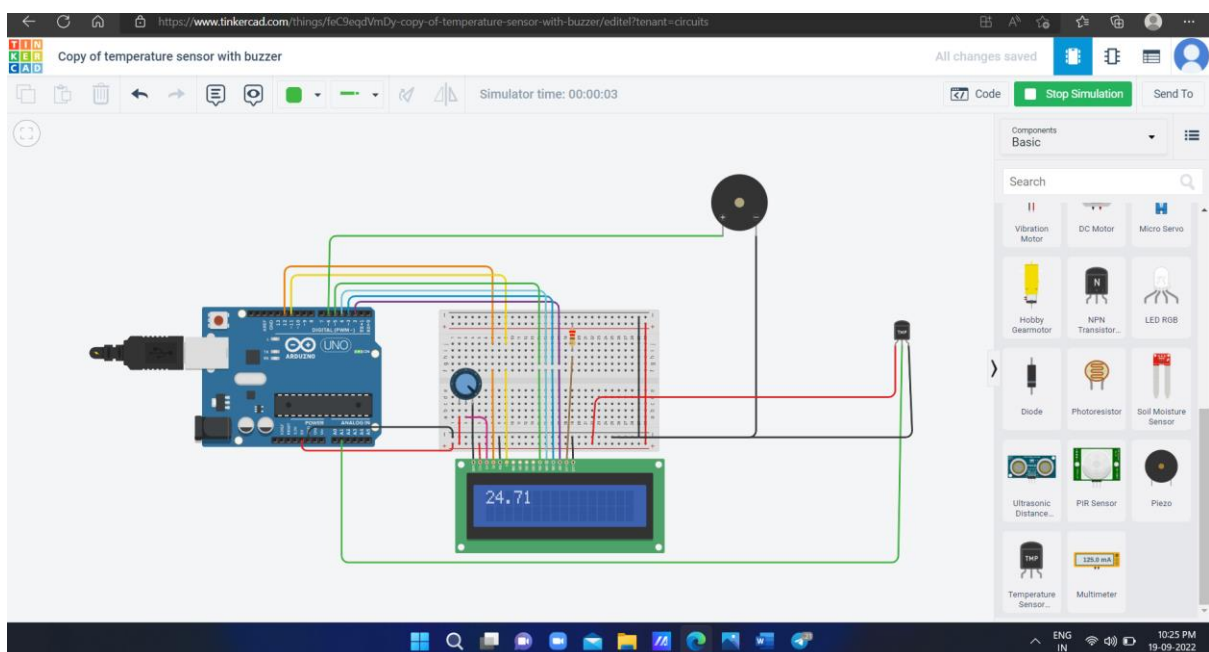 https://www.tinkercad.com/things/feC9eqdVmDy-copy-of-temperature-sensor-with-buzzer/editel?tenant=circuits
TIN
KER
CAD
Copy of temperature sensor with buzzer
All changes saved
Simulator time: 00:00:03
Code
Stop Simulation
Send To
Components
Basic
Search
Vibration
Motor
DC Motor
Micro Servo
N
Hobby
Gearmotor
NPN
Transistor...
LED RGB
Diode
Photoresistor
Soil Moisture
Sensor
Ultrasonic
Distance...
PIR Sensor
Piezo
TMP
125.0 mA
Temperature
Sensor...
Multimeter
+ -
DIGITAL (PWM~)
UNO
ARDUINO
POWER
ANALOG IN
TMP
24.71
ENG
IN
10:25 PM
19-09-2022